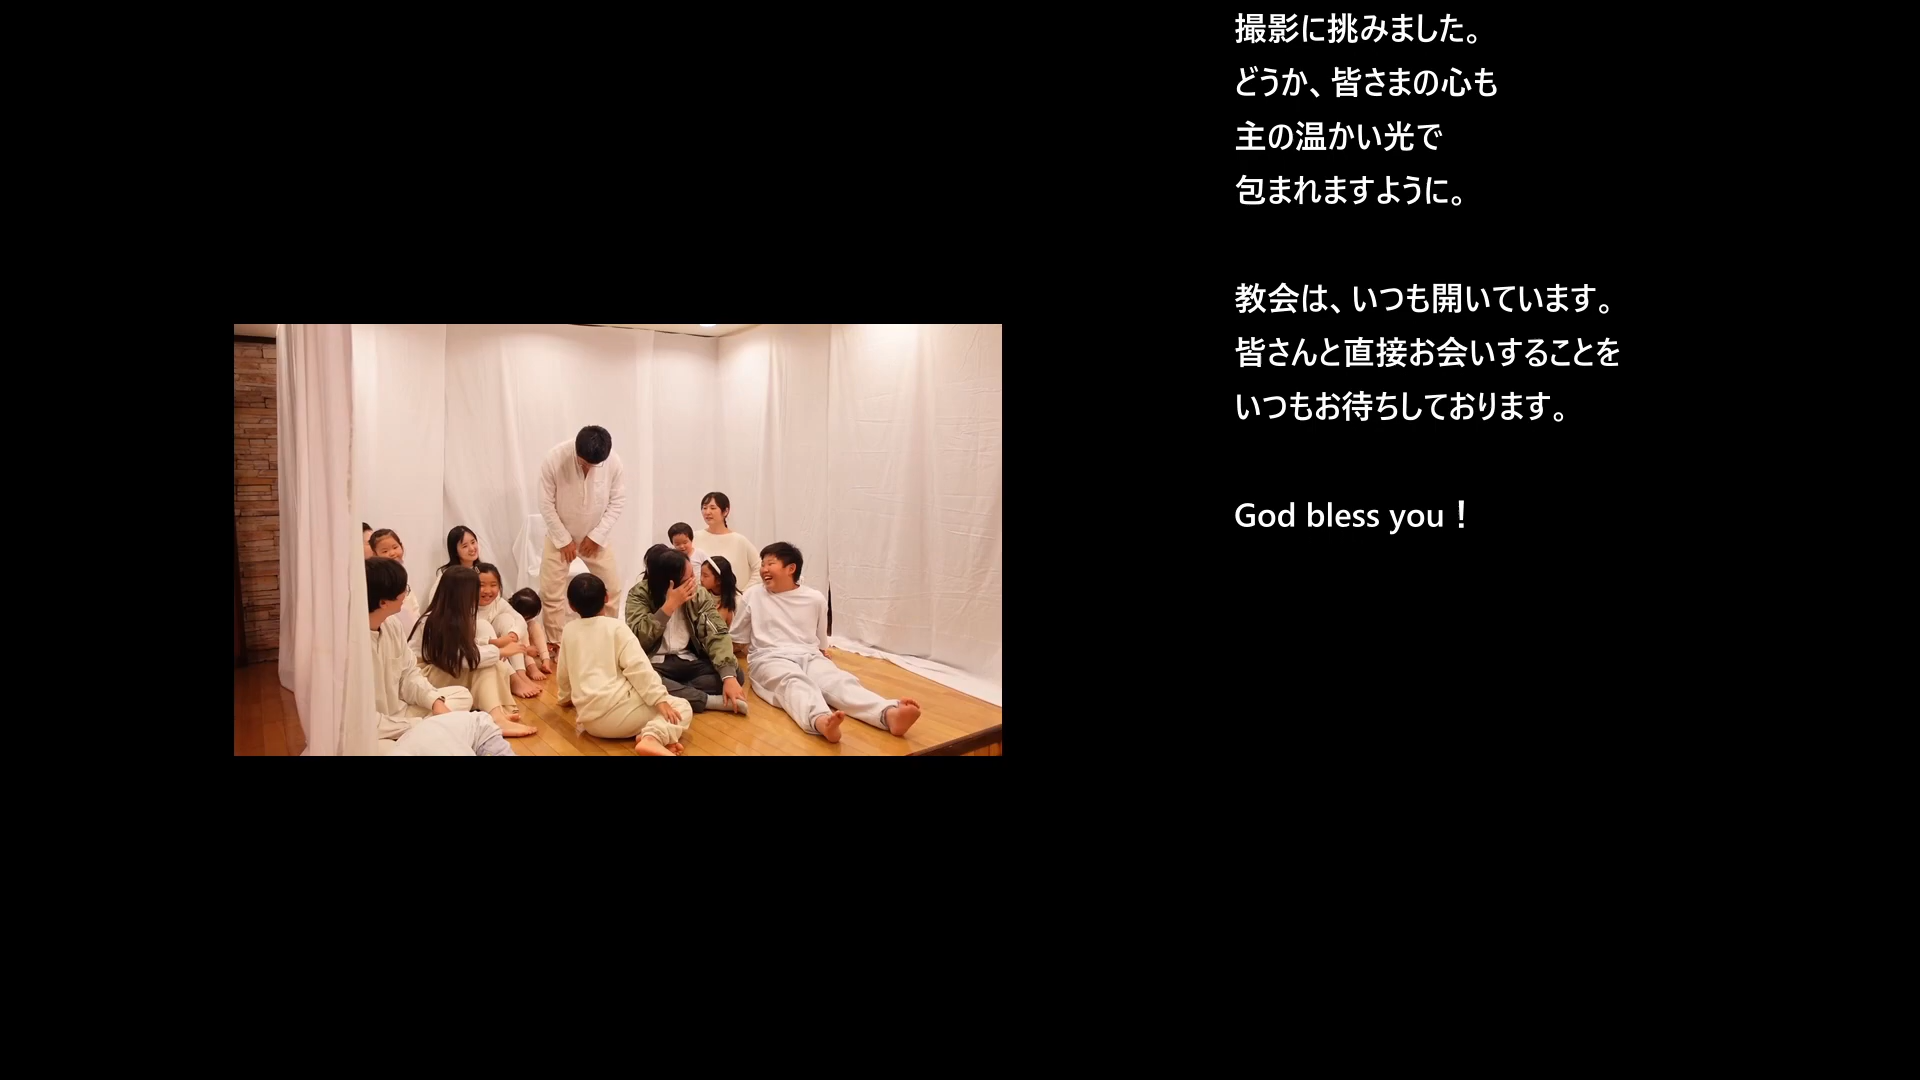 撮影に挑みました。
どうか、皆さまの心も
主の温かい光で
包まれますように。
教会は、いつも開いています。
皆さんと直接お会いすることを
いつもお待ちしております。
God bless you！